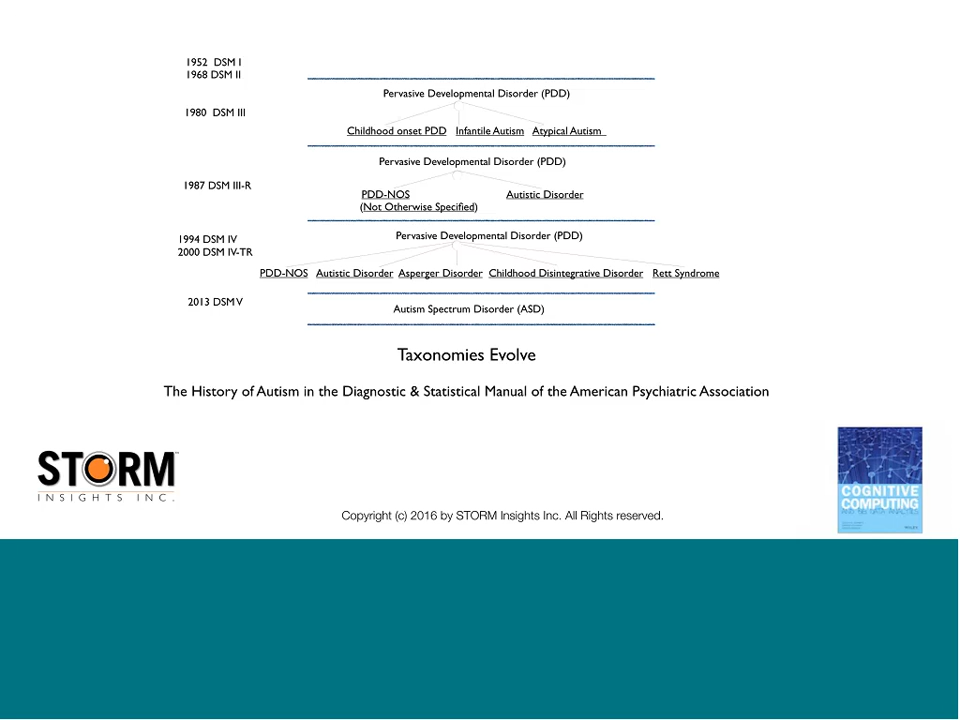 1952 DSM I
1968 DSM II
Pervasive Developmental Disorder (PDD)
1980 DSM III
Childhood onset PDD Infantile Autism Atypical Autism
Pervasive Developmental Disorder (PDD)
1987 DSM III-R
PDD-NOS Autistic Disorder
(Not Otherwise Specified)
Pervasive Developmental Disorder (PDD)
1994 DSM IV
2000 DSM IV-TR
PDD-NOS Autistic Disorder Asperger Disorder Childhood Disintegrative Disorder Rett Syndrome
2013 DSM V
Autism Spectrum Disorder (ASD)
Taxonomies Evolve
The History of Autism in the Diagnostic & Statistical Manual of the American Psychiatric Association
STORM
INSIGHTS INC.
COGNITIVE
COMPUTING
Copyright (c) 2016 by STORM Insights Inc. All Rights reserved.